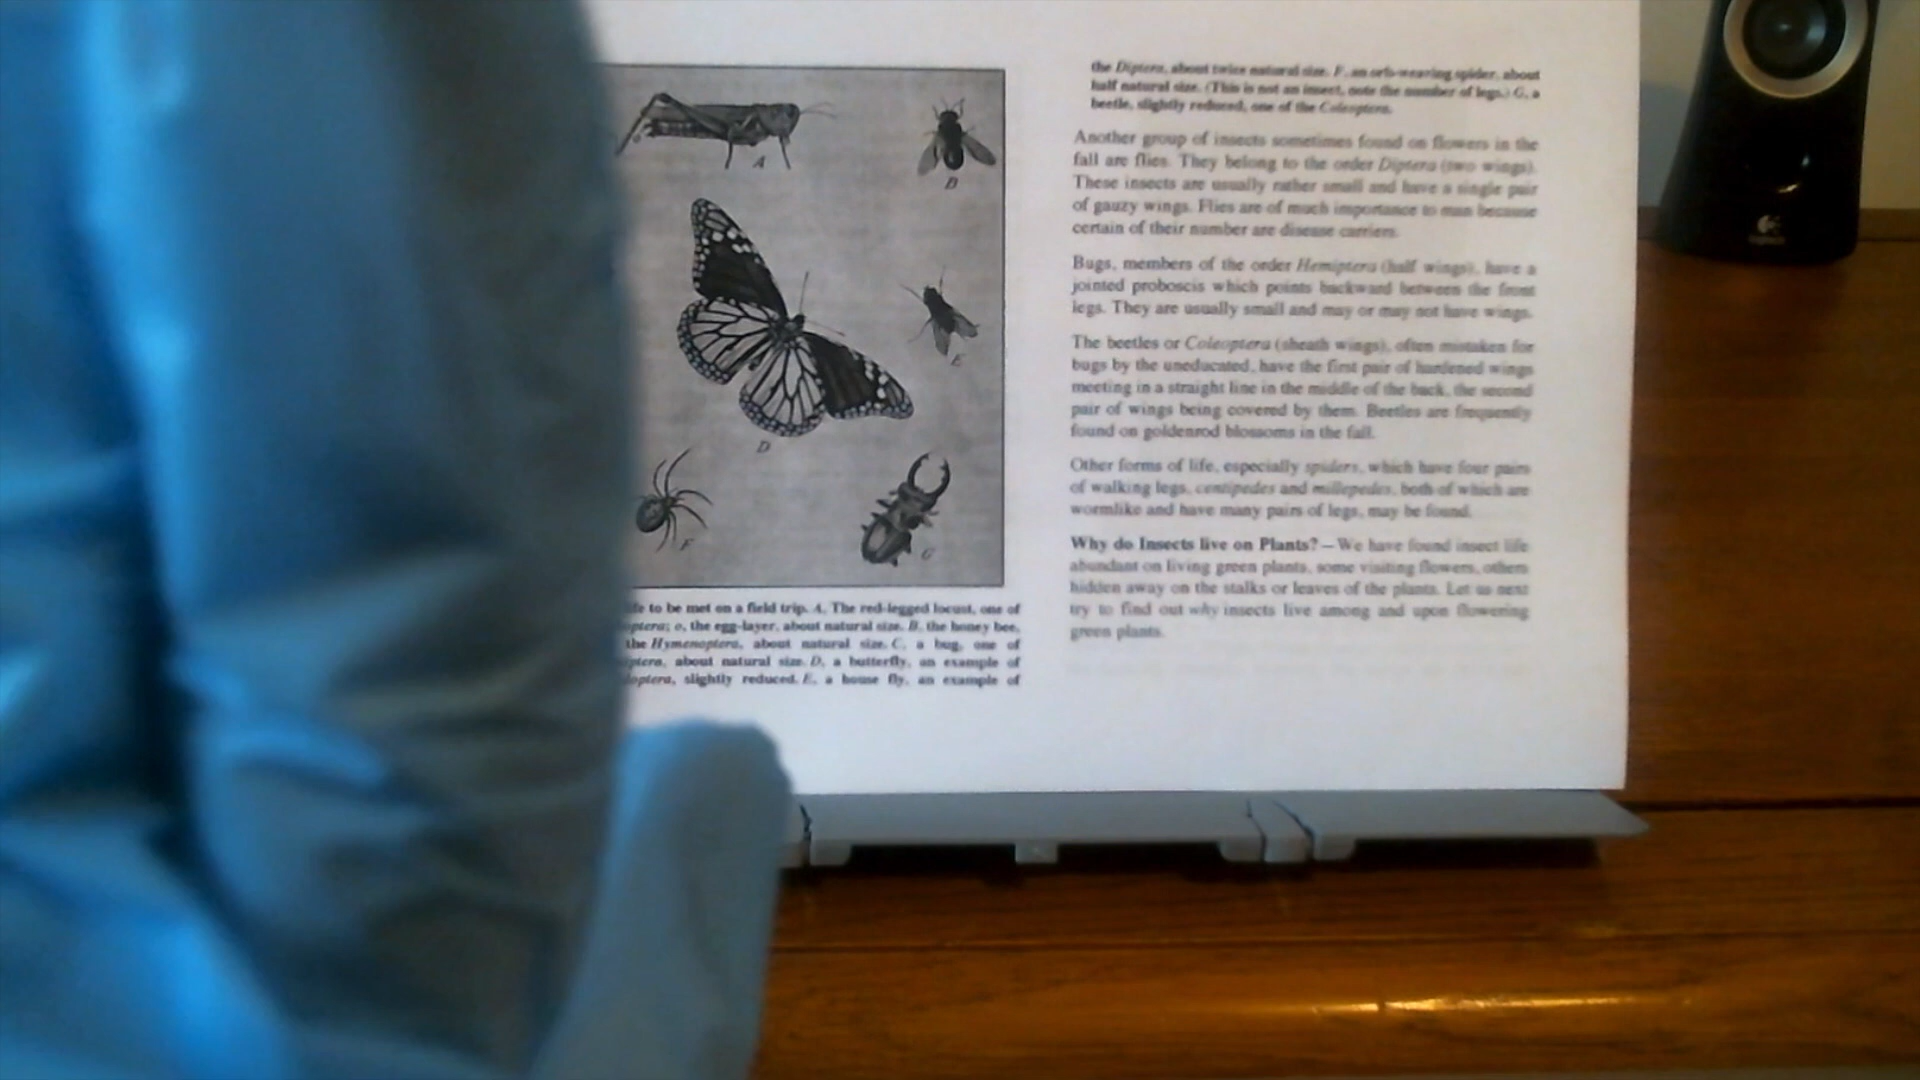 A
D
E
D
F
G
to be met on a field trip. A, The red-legged locust, one of
o, the egg-layer, about natural size. B, the honey bee,
the Hymenoptera, about natural size. C, a bug, one of
about natural size. D, a butterfly, an example of
slightly reduced. E, a house fly, an example of
the Diptera, about twice natural size. F, an orb-weaving spider, about
half natural size. (This is not an insect, note the number of legs.) G, a
beetle, slightly reduced, one of the Coleoptera.
Another group of insects sometimes found on flowers in the
fall are flies. They belong to the order Diptera (two wings).
These insects are usually rather small and have a single pair
of gauzy wings. Flies are of much importance to man because
certain of their number are disease carriers.
Bugs, members of the order Hemiptera (half wings), have a
jointed proboscis which points backward between the front
legs. They are usually small and may or may not have wings.
The beetles or Coleoptera (sheath wings), often mistaken for
bugs by the uneducated, have the first pair of hardened wings
meeting in a straight line in the middle of the back, the second
pair of wings being covered by them. Beetles are frequently
found on goldenrod blossoms in the fall.
Other forms of life, especially spiders, which have four pairs
of walking legs, centipedes and millepedes, both of which are
wormlike and have many pairs of legs, may be found.
Why do Insects live on Plants?—We have found insect life
abundant on living green plants, some visiting flowers, others
hidden away on the stalks or leaves of the plants. Let us next
try to find out why insects live among and upon flowering
green plants.